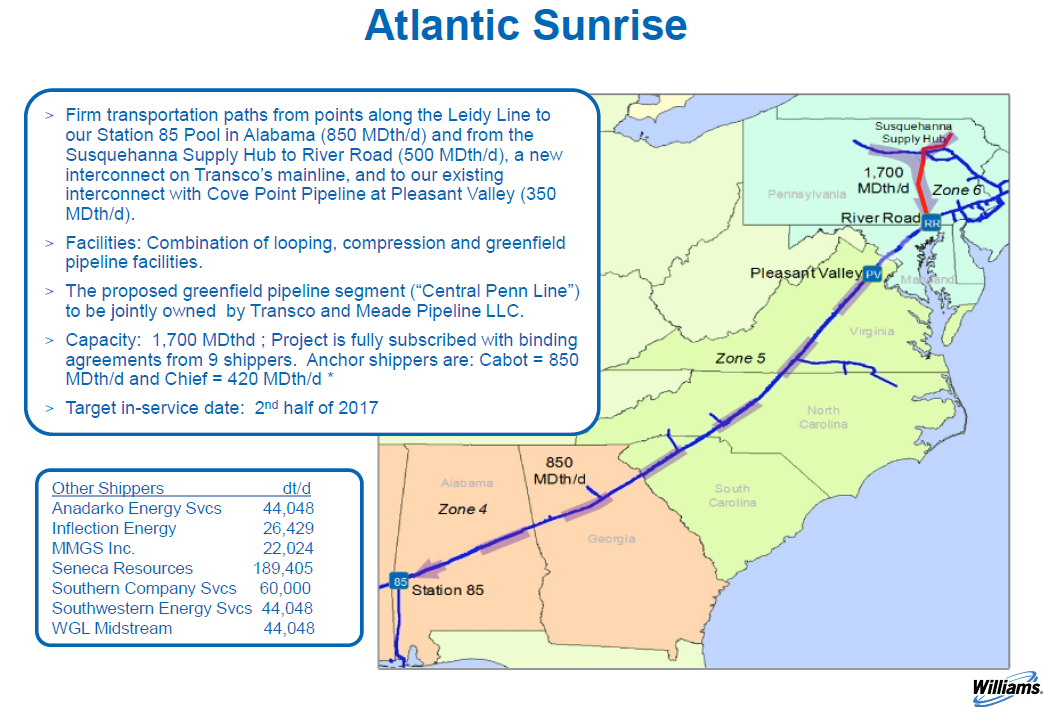 Atlantic Sunrise
> Firm transportation paths from points along the Leidy Line to
our Station 85 Pool in Alabama (850 MDth/d) and from the
Susquehanna Supply Hub to River Road (500 MDth/d), a new
interconnect on Transco's mainline, and to our existing
interconnect with Cove Point Pipeline at Pleasant Valley (350
MDth/d).
> Facilities: Combination of looping, compression and greenfield
pipeline facilities.
> The proposed greenfield pipeline segment ("Central Penn Line")
to be jointly owned by Transco and Meade Pipeline LLC.
> Capacity: 1,700 MDthd ; Project is fully subscribed with binding
agreements from 9 shippers. Anchor shippers are: Cabot = 850
MDth/d and Chief = 420 MDth/d *
> Target in-service date: 2nd half of 2017
Other Shippers dt/d
Anadarko Energy Svcs 44,048
Inflection Energy 26,429
MMGS Inc. 22,024
Seneca Resources 189,405
Southern Company Svcs 60,000
Southwestern Energy Svcs 44,048
WGL Midstream 44,048
Susquehanna
Supply Hub
1,700
MDth/d
Pennsylvania
Zone 6
River Road
RR
Pleasant Valley
PV
Maryland
Virginia
Zone 5
North
Carolina
850
MDth/d
Alabama
Zone 4
South
Carolina
Georgia
85
Station 85
Williams